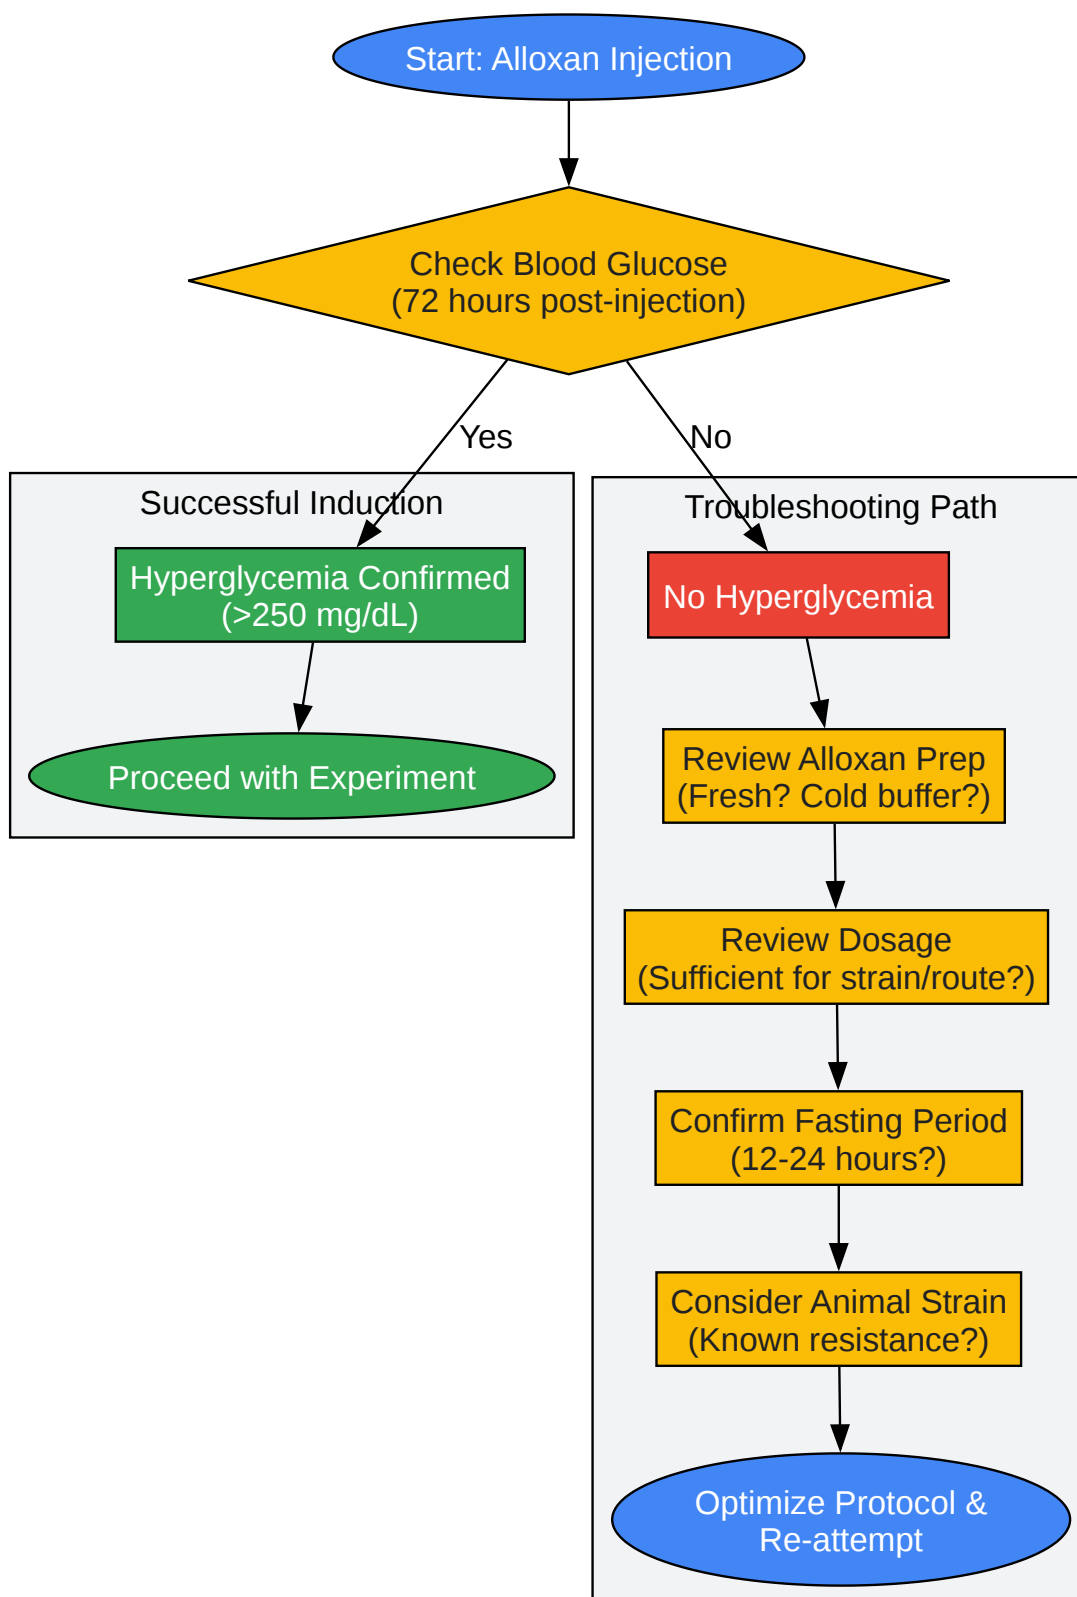 Start: Alloxan Injection
Check Blood Glucose
(72 hours post-injection)
Yes
No
Successful Induction
Hyperglycemia Confirmed
(>250 mg/dL)
Proceed with Experiment
Troubleshooting Path
No Hyperglycemia
Review Alloxan Prep
(Fresh? Cold buffer?)
Review Dosage
(Sufficient for strain/route?)
Confirm Fasting Period
(12-24 hours?)
Consider Animal Strain
(Known resistance?)
Optimize Protocol &
Re-attempt